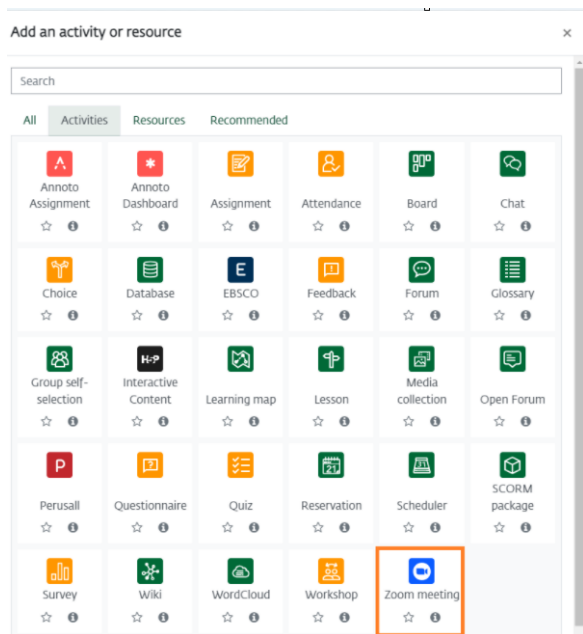 Add an activity or resource ×
Search
All Activities Resources Recommended
Annoto Annoto
Assignment Dashboard Assignment Attendance Board Chat
E
Choice Database EBSCO Feedback Forum Glossary
H-P
Group self- Interactive Media
selection Content Learning map Lesson collection Open Forum
P 21
SCORM
Perusall Questionnaire Quiz Reservation Scheduler package
Survey Wiki WordCloud Workshop Zoom meeting